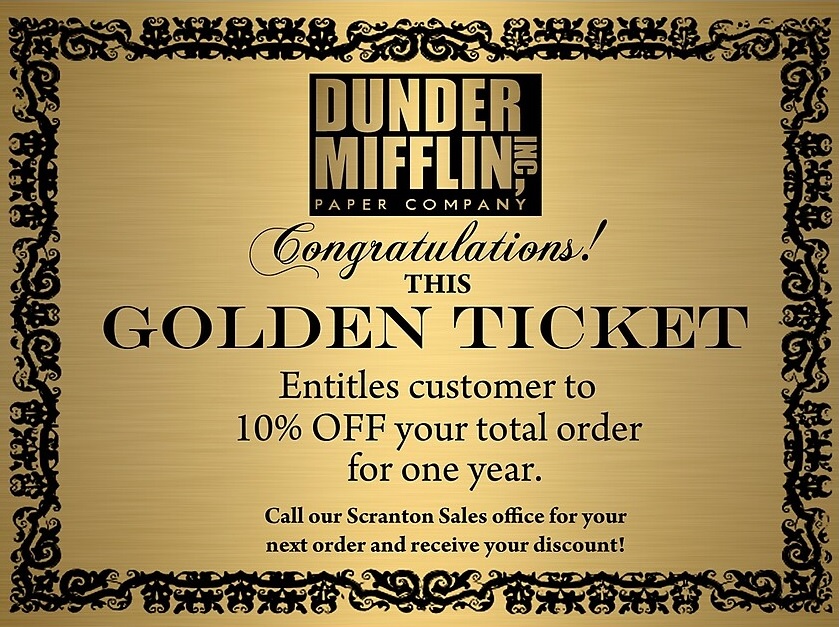 DUNDER
MIFFLIN INC,
PAPER COMPANY
Congratulations!
THIS
GOLDEN TICKET
Entitles customer to
10% OFF your total order
for one year.
Call our Scranton Sales office for your
next order and receive your discount!